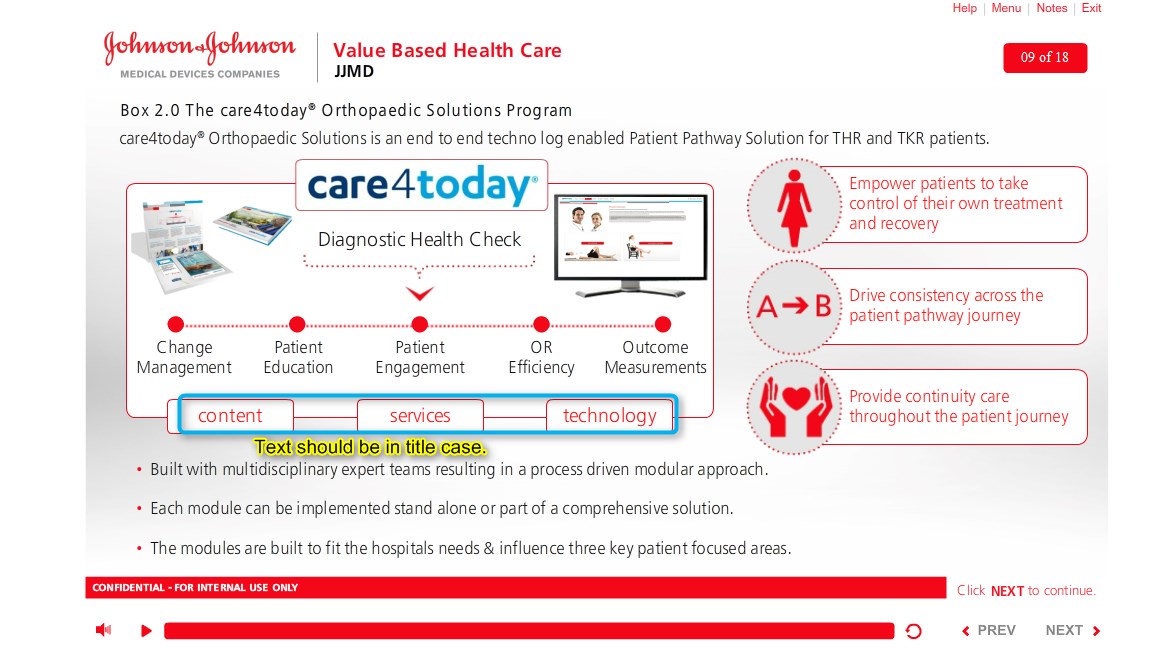 Help | Menu | Notes | Exit
Johnson & Johnson
MEDICAL DEVICES COMPANIES
Value Based Health Care
JJMD
09 of 18
Box 2.0 The care4today® Orthopaedic Solutions Program
care4today® Orthopaedic Solutions is an end to end techno log enabled Patient Pathway Solution for THR and TKR patients.
care4today®
Diagnostic Health Check
Change
Management
Patient
Education
Patient
Engagement
OR
Efficiency
Outcome
Measurements
content
services
technology
Text should be in title case.
Empower patients to take
control of their own treatment
and recovery
A → B
Drive consistency across the
patient pathway journey
Provide continuity care
throughout the patient journey
• Built with multidisciplinary expert teams resulting in a process driven modular approach.
• Each module can be implemented stand alone or part of a comprehensive solution.
• The modules are built to fit the hospitals needs & influence three key patient focused areas.
CONFIDENTIAL - FOR INTERNAL USE ONLY
Click NEXT to continue.
PREV
NEXT